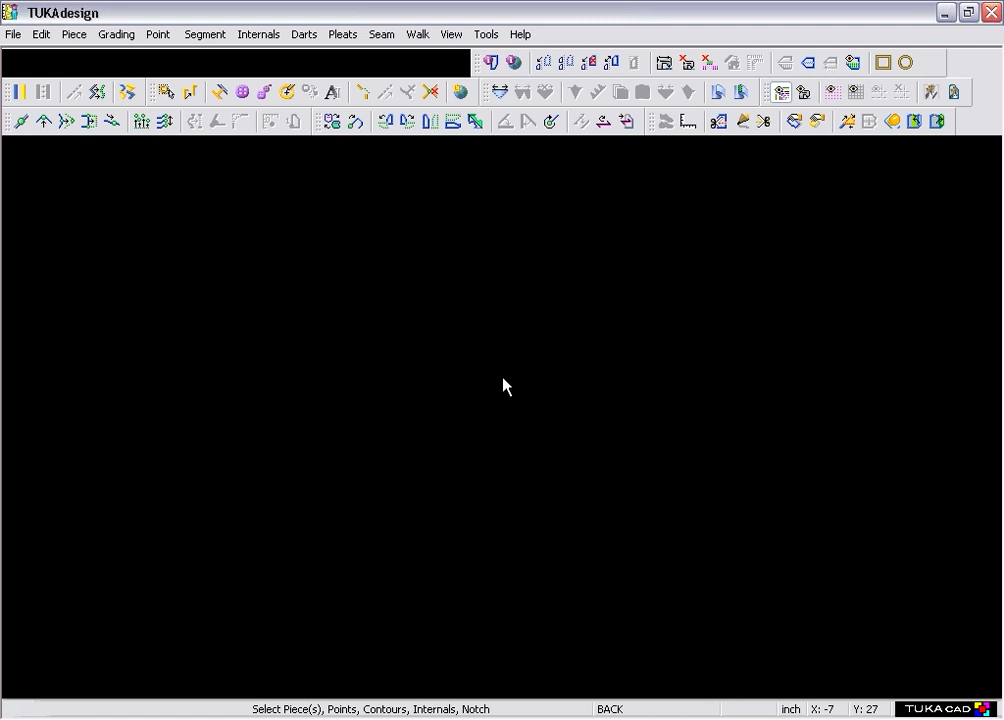 TUKAdesign
File Edit Piece Grading Point Segment Internals Darts Pleats Seam Walk View Tools Help
Select Piece(s), Points, Contours, Internals, Notch BACK inch X: -7 Y: 27 TUKACAD